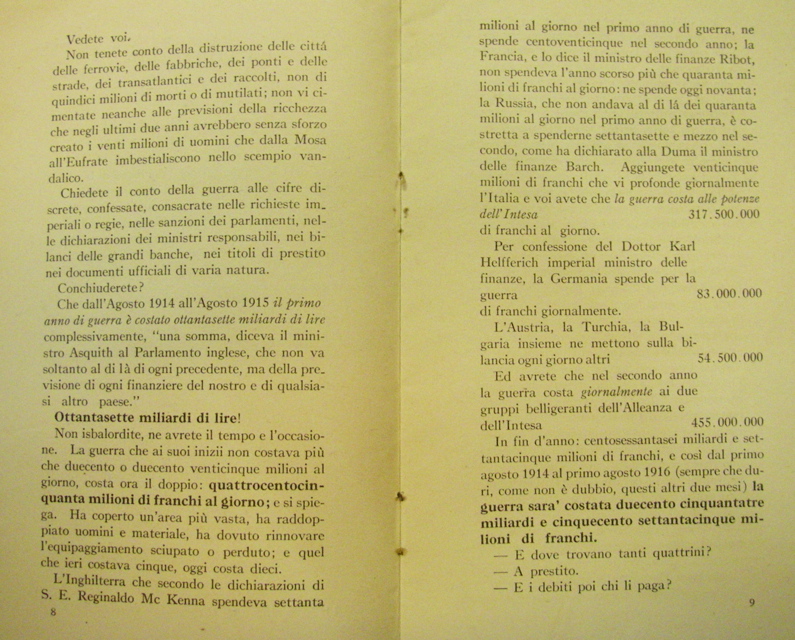 Vedete voi.
Non tenete conto della distruzione delle cittá
delle ferrovie, delle fabbriche, dei ponti e delle
strade, dei transatlantici e dei raccolti, non di
quindici milioni di morti o di mutilati; non vi ci-
mentate neanche alle previsioni della ricchezza
che negli ultimi due anni avrebbero senza sforzo
creato i venti milioni di uomini che dalla Mosa
all'Eufrate imbestialiscono nello scempio van-
dalico.
Chiedete il conto della guerra alle cifre di-
screte, confessate, consacrate nelle richieste im-
periali o regie, nelle sanzioni dei parlamenti, nel-
le dichiarazioni dei ministri responsabili, nei bi-
lanci delle grandi banche, nei titoli di prestito
nei documenti ufficiali di varia natura.
Conchiuderete?
Che dall'Agosto 1914 all'Agosto 1915 il primo
anno di guerra è costato ottantasette miliardi di lire
complessivamente, "una somma, diceva il mini-
stro Asquith al Parlamento inglese, che non va
soltanto al di là di ogni precedente, ma della pre-
visione di ogni finanziere del nostro e di qualsia-
si altro paese."
Ottantasette miliardi di lire!
Non isbalordite, ne avrete il tempo e l'occasio-
ne. La guerra che ai suoi inizii non costava più
che duecento o duecento venticinque milioni al
giorno, costa ora il doppio: quattrocentocin-
quanta milioni di franchi al giorno; e si spie-
ga. Ha coperto un'area più vasta, ha raddop-
piato uomini e materiale, ha dovuto rinnovare
l'equipaggiamento sciupato o perduto; e quel
che ieri costava cinque, oggi costa dieci.
L'Inghilterra che secondo le dichiarazioni di
S. E. Reginaldo Mc Kenna spendeva settanta
8
milioni al giorno nel primo anno di guerra, ne
spende centoventicinque nel secondo anno; la
Francia, e lo dice il ministro delle finanze Ribot,
non spendeva l'anno scorso più che quaranta mi-
lioni di franchi al giorno: ne spende oggi novanta;
la Russia, che non andava al di lá dei quaranta
milioni al giorno nel primo anno di guerra, è co-
stretta a spenderne settantasette e mezzo nel se-
condo, come ha dichiarato alla Duma il ministro
delle finanze Barch. Aggiungete venticinque
milioni di franchi che vi profonde giornalmente
l'Italia e voi avete che la guerra costa alle potenze
dell'Intesa 317.500.000
di franchi al giorno.
Per confessione del Dottor Karl
Helfferich imperial ministro delle
finanze, la Germania spende per la
guerra 83.000.000
di franchi giornalmente.
L'Austria, la Turchia, la Bul-
garia insieme ne mettono sulla bi-
lancia ogni giorno altri 54.500.000
Ed avrete che nel secondo anno
la guerra costa giornalmente ai due
gruppi belligeranti dell'Alleanza e
dell'Intesa 455.000.000
In fin d'anno: centosessantasei miliardi e set-
tantacinque milioni di franchi, e così dal primo
agosto 1914 al primo agosto 1916 (sempre che du-
ri, come non è dubbio, questi altri due mesi) la
guerra sara' costata duecento cinquantatre
miliardi e cinquecento settantacinque mi-
lioni di franchi.
— E dove trovano tanti quattrini?
— A prestito.
— E i debiti poi chi li paga?
9